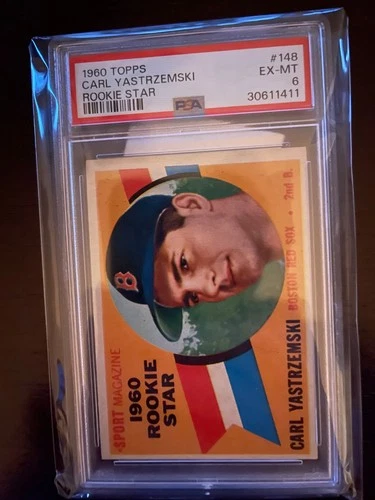 1960 TOPPS #148
CARL YASTRZEMSKI EX-MT
ROOKIE STAR 6
PSA 30611411
B
SPORT MAGAZINE
1960
ROOKIE
STAR
CARL YASTRZEMSKI
BOSTON RED SOX • 2nd B.